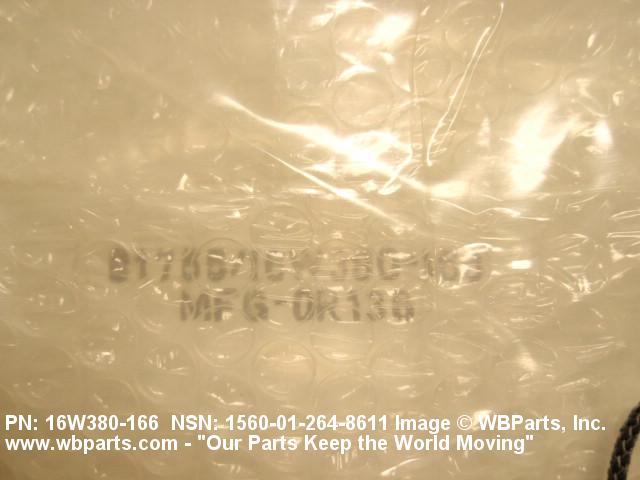 MFG-0R138
PN: 16W380-166 NSN: 1560-01-264-8611 Image © WBParts, Inc.
www.wbparts.com - "Our Parts Keep the World Moving"